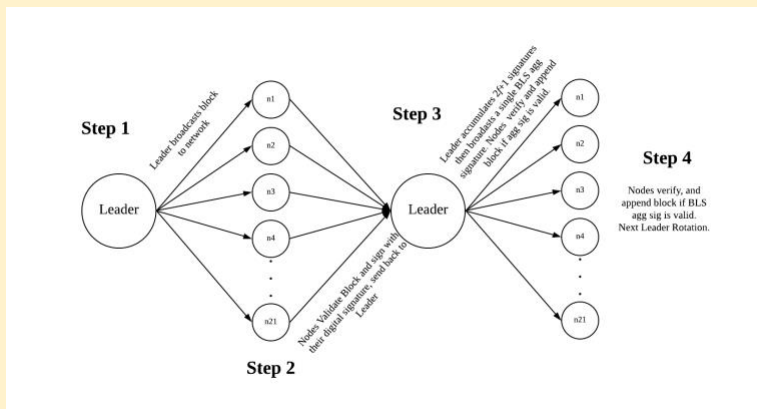 Step 1
Leader broadcasts block
to network
Leader
n1
n2
n3
n4
n21
Step 2
Nodes Validate Block and sign with
their digital signature, send back to
Leader
Step 3
Leader
Leader accumulates 2f+1 signatures
then broadasts a single BLS agg
signature. Nodes verify and append
block if agg sig is valid.
n1
n2
n3
n4
n21
Step 4
Nodes verify, and
append block if BLS
agg sig is valid.
Next Leader Rotation.